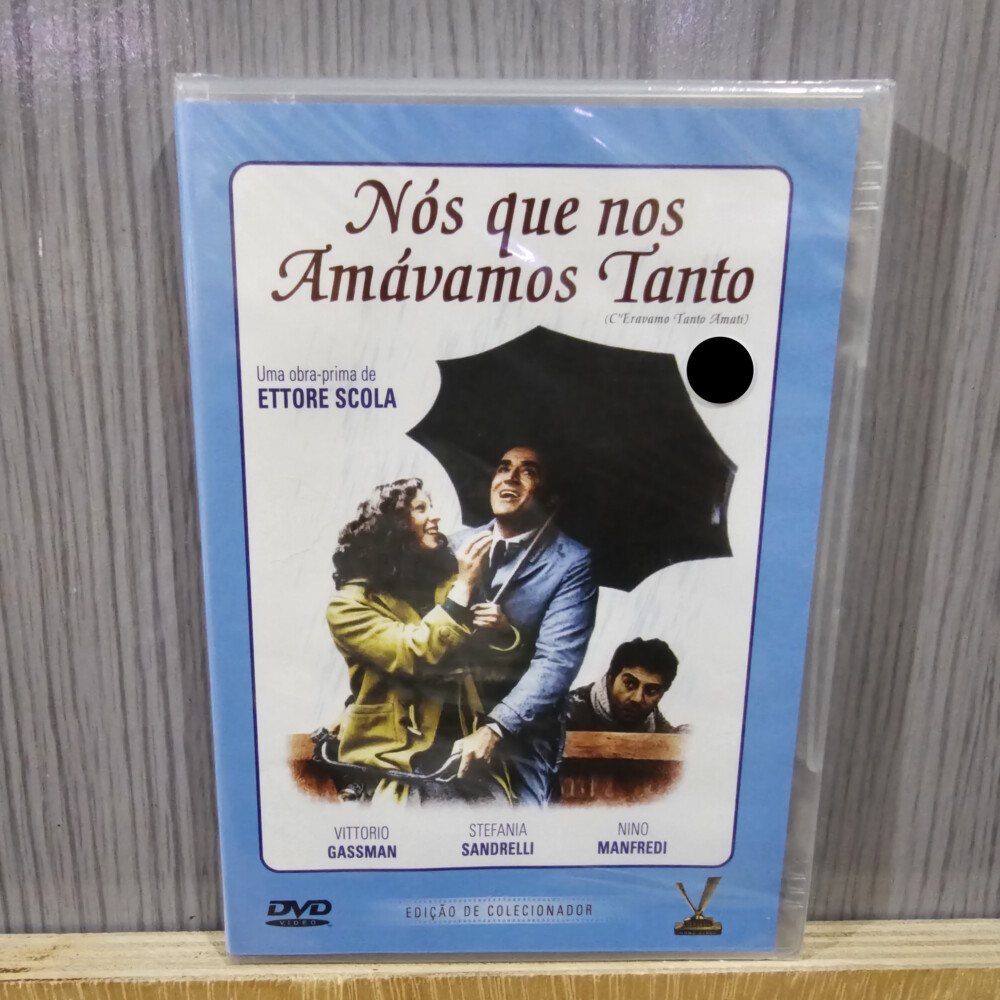 Nós que nos
Amávamos Tanto
(C'Eravamo Tanto Amati)
Uma obra-prima de
ETTORE SCOLA
VITTORIO
GASSMAN
STEFANIA
SANDRELLI
NINO
MANFREDI
DVD
VIDEO
EDIÇÃO DE COLECIONADOR